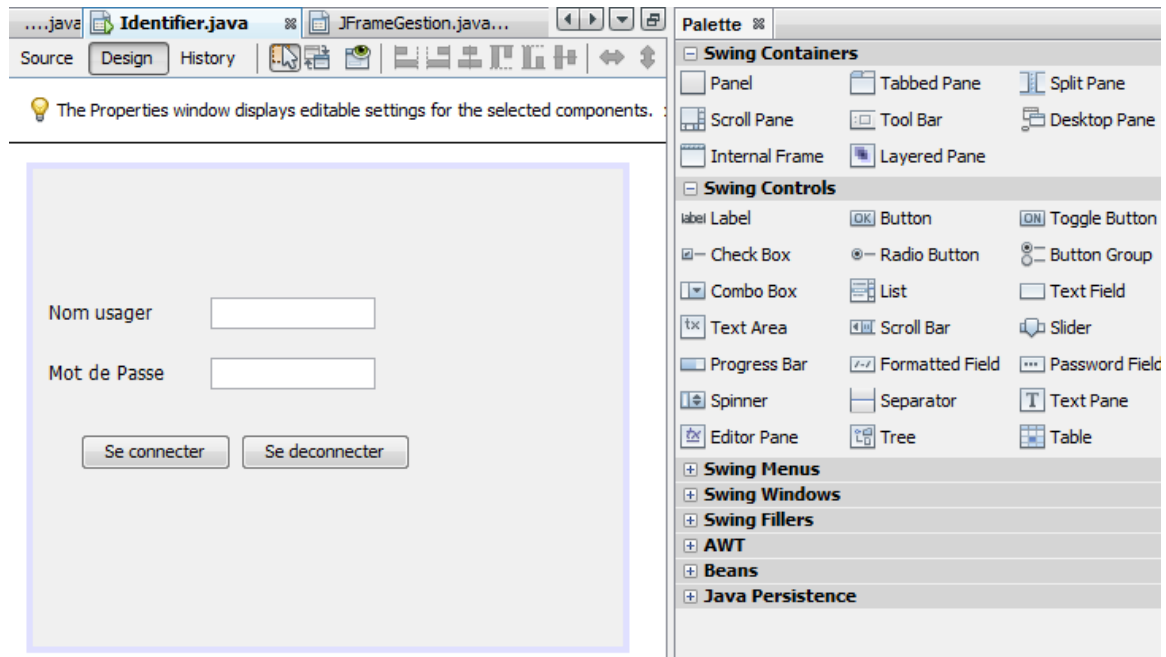 ....java Identifier.java JFrameGestion.java...
Source Design History
The Properties window displays editable settings for the selected components.
Nom usager
Mot de Passe
Se connecter Se deconnecter
Palette
Swing Containers
Panel Tabbed Pane Split Pane
Scroll Pane Tool Bar Desktop Pane
Internal Frame Layered Pane
Swing Controls
label Label OK Button ON Toggle Button
Check Box Radio Button Button Group
Combo Box List Text Field
tx Text Area Scroll Bar Slider
Progress Bar Formatted Field Password Field
Spinner Separator T Text Pane
tx Editor Pane Tree Table
Swing Menus
Swing Windows
Swing Fillers
AWT
Beans
Java Persistence